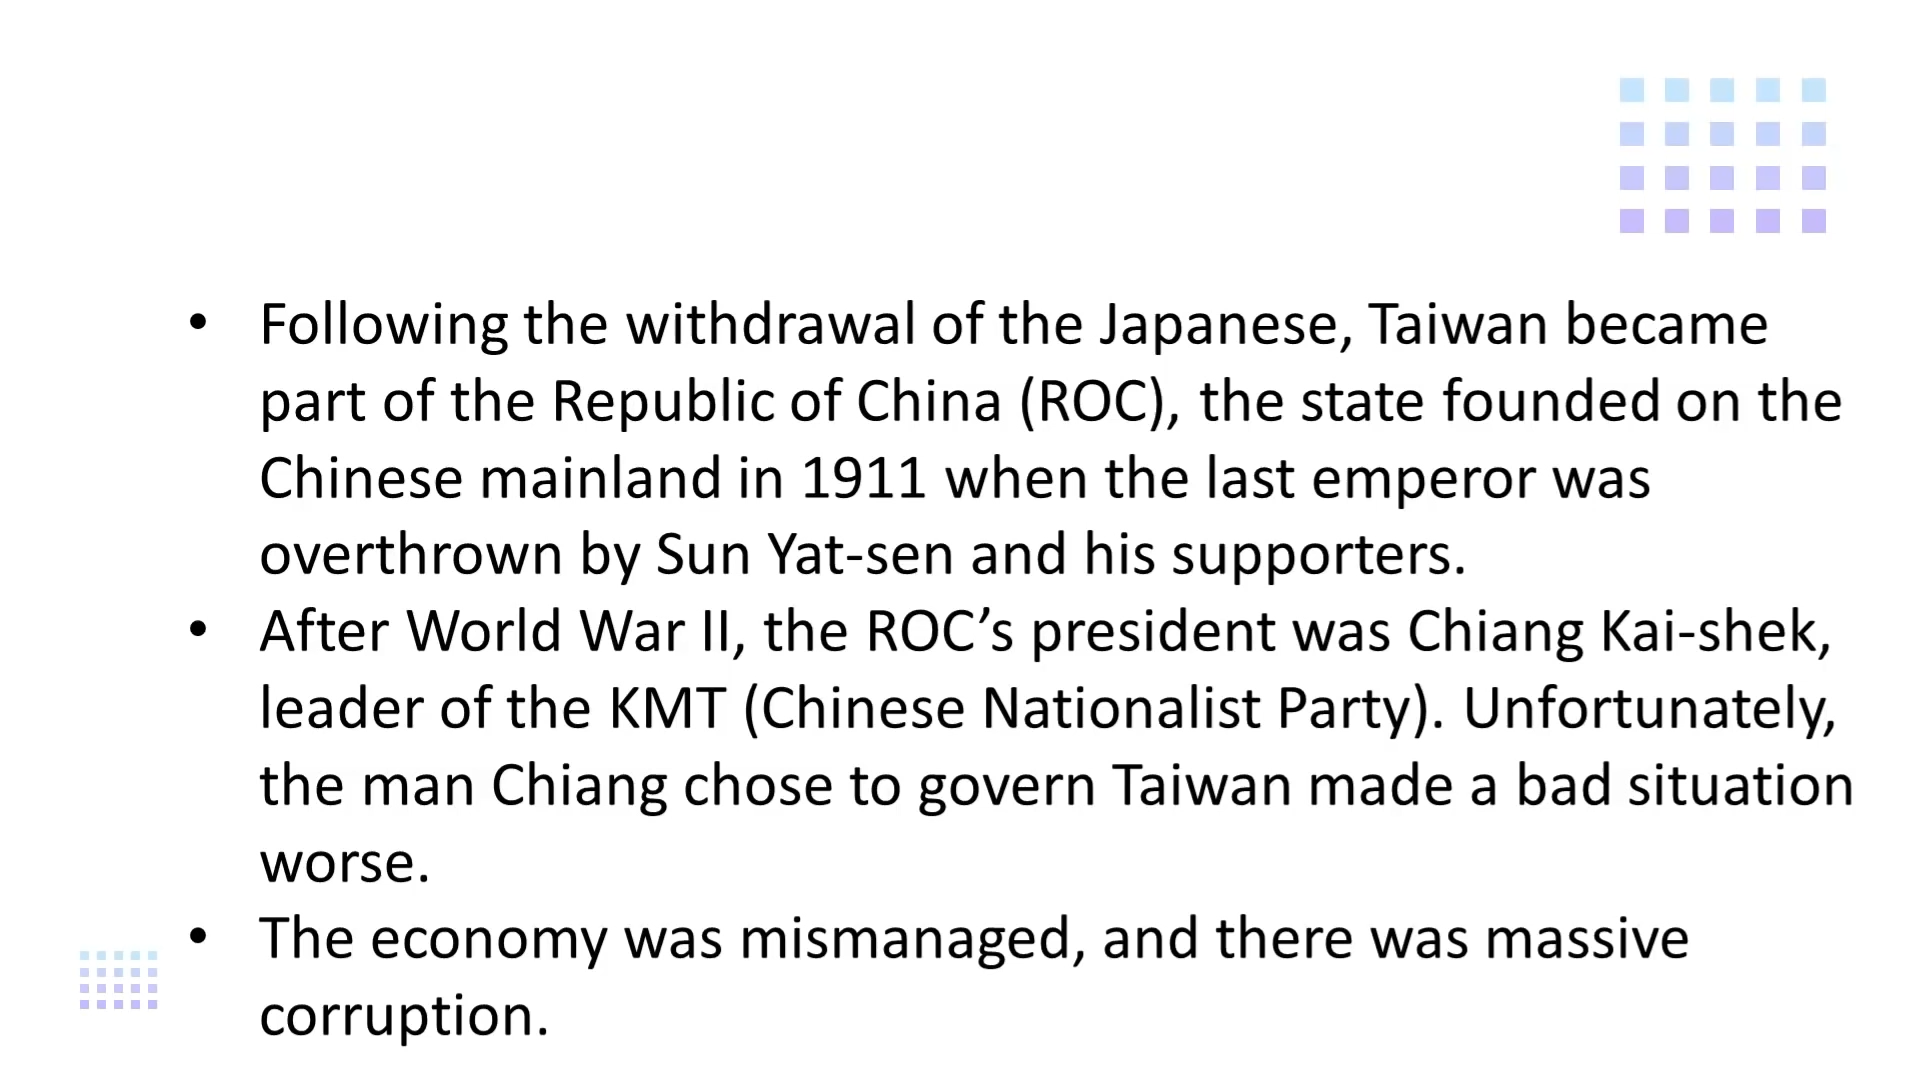 • Following the withdrawal of the Japanese, Taiwan became
part of the Republic of China (ROC), the state founded on the
Chinese mainland in 1911 when the last emperor was
overthrown by Sun Yat-sen and his supporters.
• After World War II, the ROC’s president was Chiang Kai-shek,
leader of the KMT (Chinese Nationalist Party). Unfortunately,
the man Chiang chose to govern Taiwan made a bad situation
worse.
• The economy was mismanaged, and there was massive
corruption.